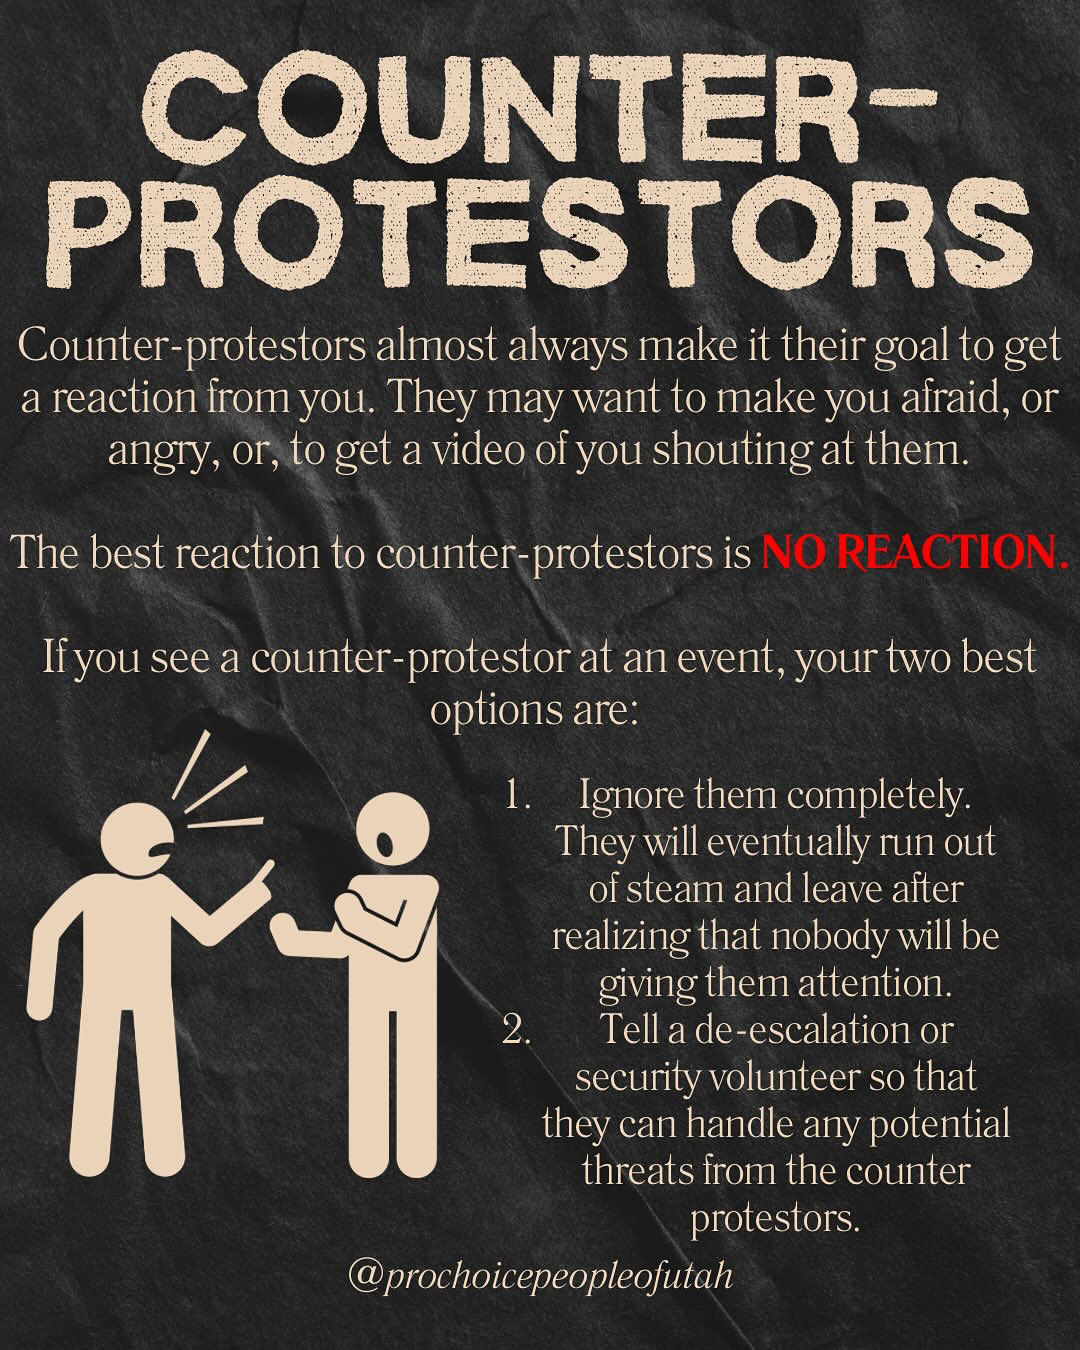 COUNTER-
PROTESTORS
Counter-protestors almost always make it their goal to get
a reaction from you. They may want to make you afraid, or
angry, or, to get a video of you shouting at them.
The best reaction to counter-protestors is NO REACTION.
If you see a counter-protestor at an event, your two best
options are:
1. Ignore them completely.
They will eventually run out
of steam and leave after
realizing that nobody will be
giving them attention.
2. Tell a de-escalation or
security volunteer so that
they can handle any potential
threats from the counter
protestors.
@prochoicepeopleofutah